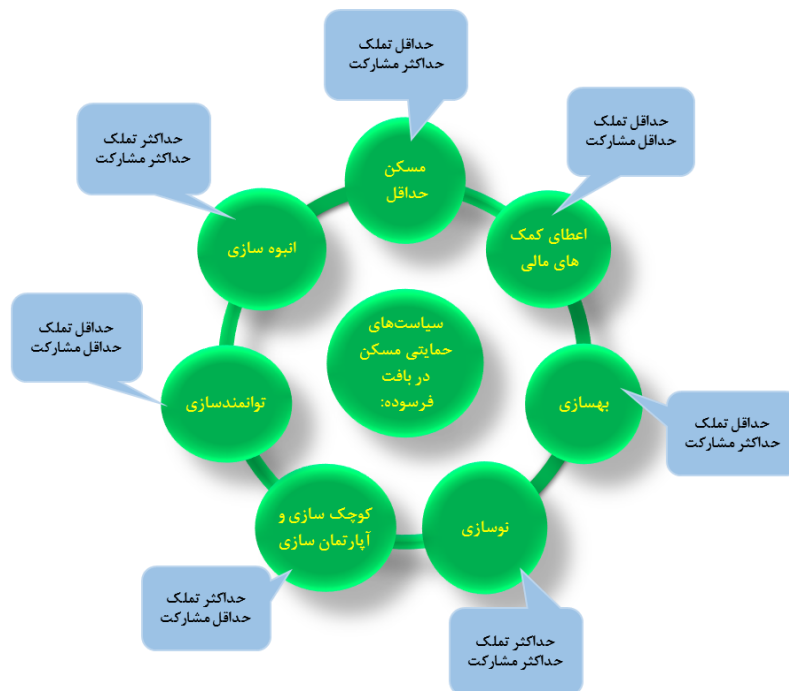 حداقل تملک
حداکثر مشارکت
مسکن
حداقل
حداقل تملک
حداقل مشارکت
اعطای کمک
های مالی
حداقل تملک
حداکثر مشارکت
بهسازی
حداکثر تملک
حداکثر مشارکت
نوسازی
حداکثر تملک
حداقل مشارکت
کوچک سازی و
آپارتمان سازی
حداقل تملک
حداقل مشارکت
توانمندسازی
حداکثر تملک
حداکثر مشارکت
انبوه سازی
سیاست‌های
حمایتی مسکن
در بافت
فرسوده: